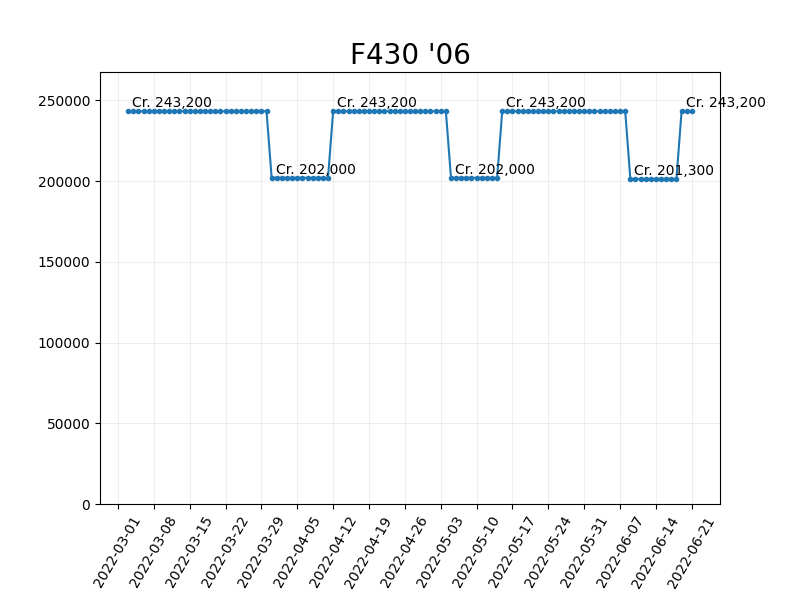 F430 '06
Cr. 243,200
Cr. 243,200
Cr. 243,200
Cr. 243,200
Cr. 202,000
Cr. 202,000
Cr. 201,300
250000
200000
150000
100000
50000
0
2022-03-01
2022-03-08
2022-03-15
2022-03-22
2022-03-29
2022-04-05
2022-04-12
2022-04-19
2022-04-26
2022-05-03
2022-05-10
2022-05-17
2022-05-24
2022-05-31
2022-06-07
2022-06-14
2022-06-21